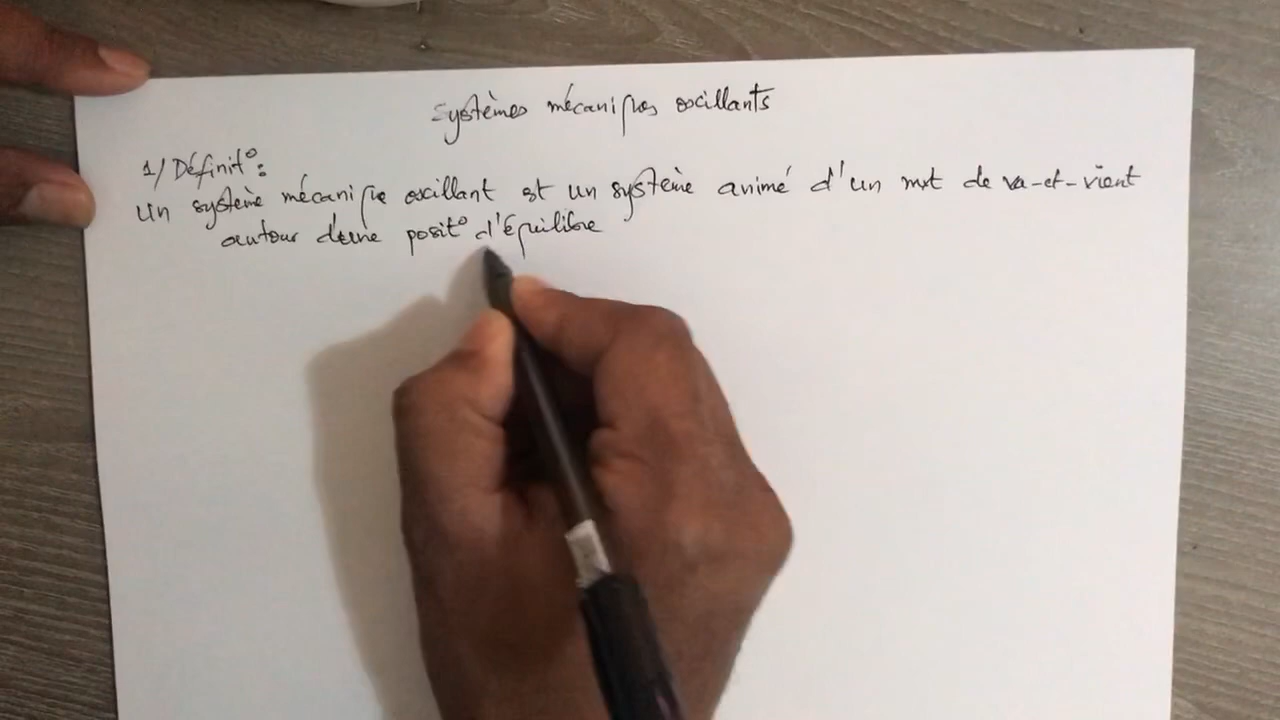 Systèmes mécaniques oscillants
1/ Définit°:
Un système mécanique oscillant est un système animé d'un mvt de va-et-vient
autour d'une posit° d'équilibre